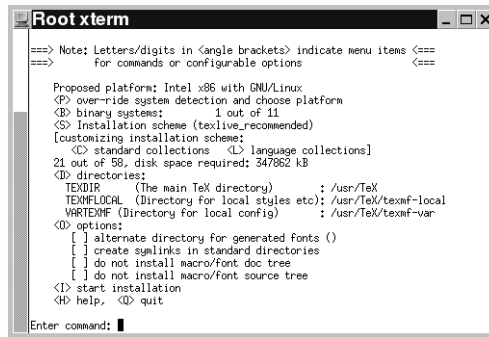 Root xterm
===> Note: Letters/digits in <angle brackets> indicate menu items <===
===> for commands or configurable options <===
Proposed platform: Intel x86 with GNU/Linux
<P> over-ride system detection and choose platform
<B> binary systems: 1 out of 11
<S> Installation scheme (texlive_recommended)
[customizing installation scheme:
<C> standard collections <L> language collections]
21 out of 58, disk space required: 347862 kB
<D> directories:
TEXDIR (The main TeX directory) : /usr/TeX
TEXMFLOCAL (Directory for local styles etc): /usr/TeX/texmf-local
VARTEXMF (Directory for local config) : /usr/TeX/texmf-var
<O> options:
[ ] alternate directory for generated fonts ()
[ ] create symlinks in standard directories
[ ] do not install macro/font doc tree
[ ] do not install macro/font source tree
<I> start installation
<H> help, <Q> quit
Enter command: